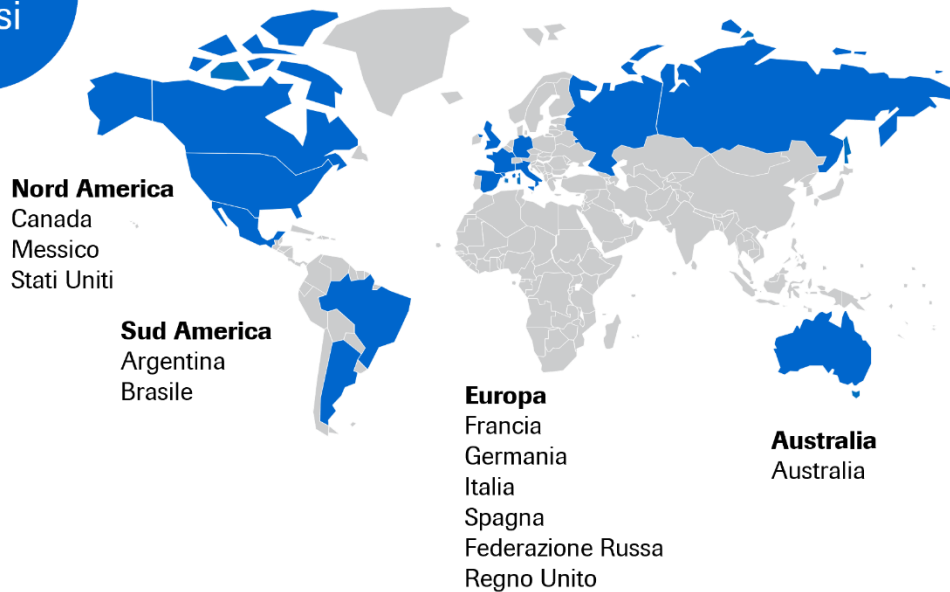 si
Nord America
Canada
Messico
Stati Uniti
Sud America
Argentina
Brasile
Europa
Francia
Germania
Italia
Spagna
Federazione Russa
Regno Unito
Australia
Australia